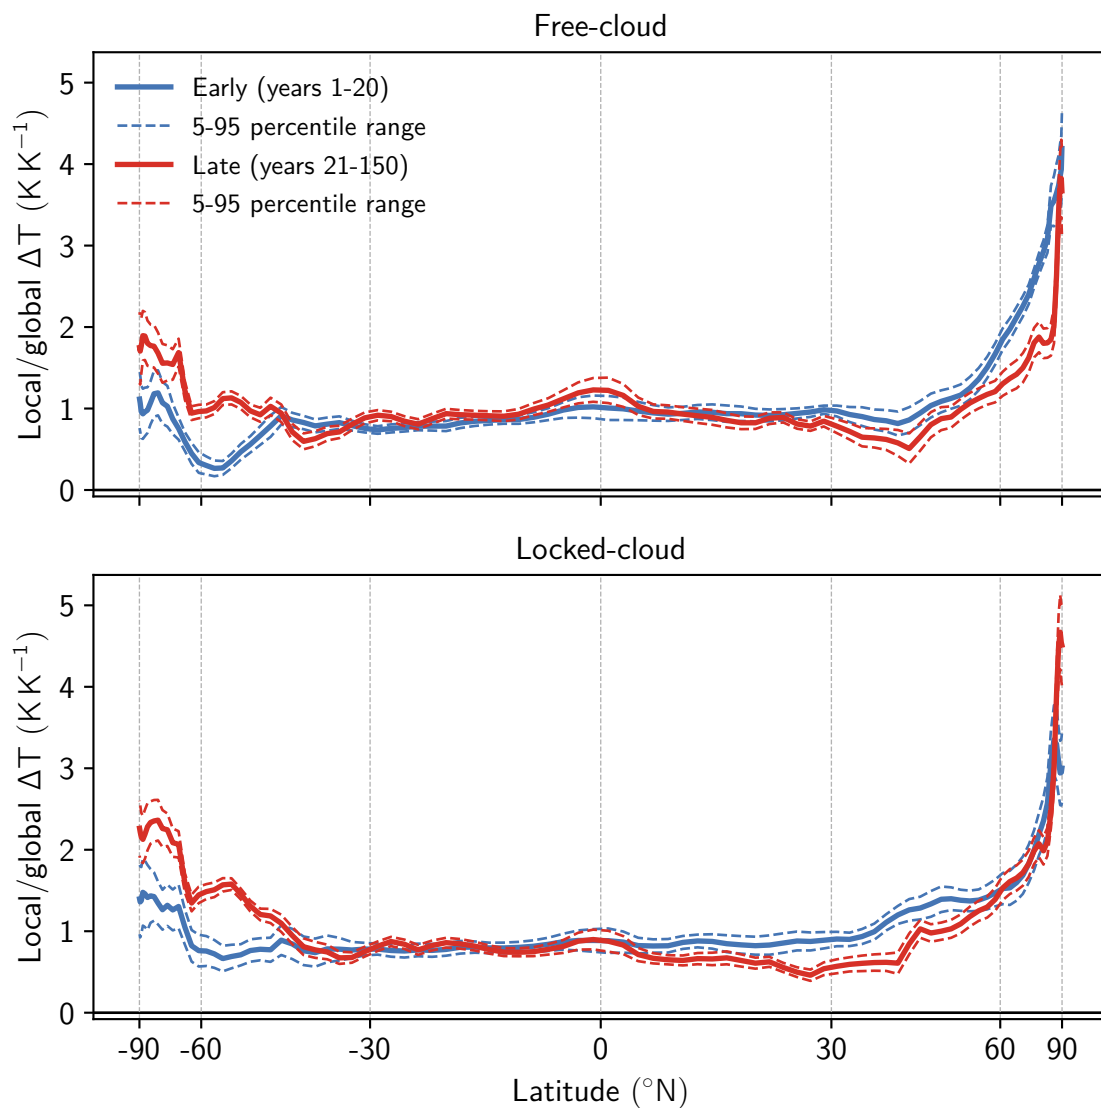 Free-cloud
Local/global ΔT (K K⁻¹)
5
4
3
2
1
0
Early (years 1-20)
5-95 percentile range
Late (years 21-150)
5-95 percentile range
Locked-cloud
Local/global ΔT (K K⁻¹)
5
4
3
2
1
0
-90 -60 -30 0 30 60 90
Latitude (°N)